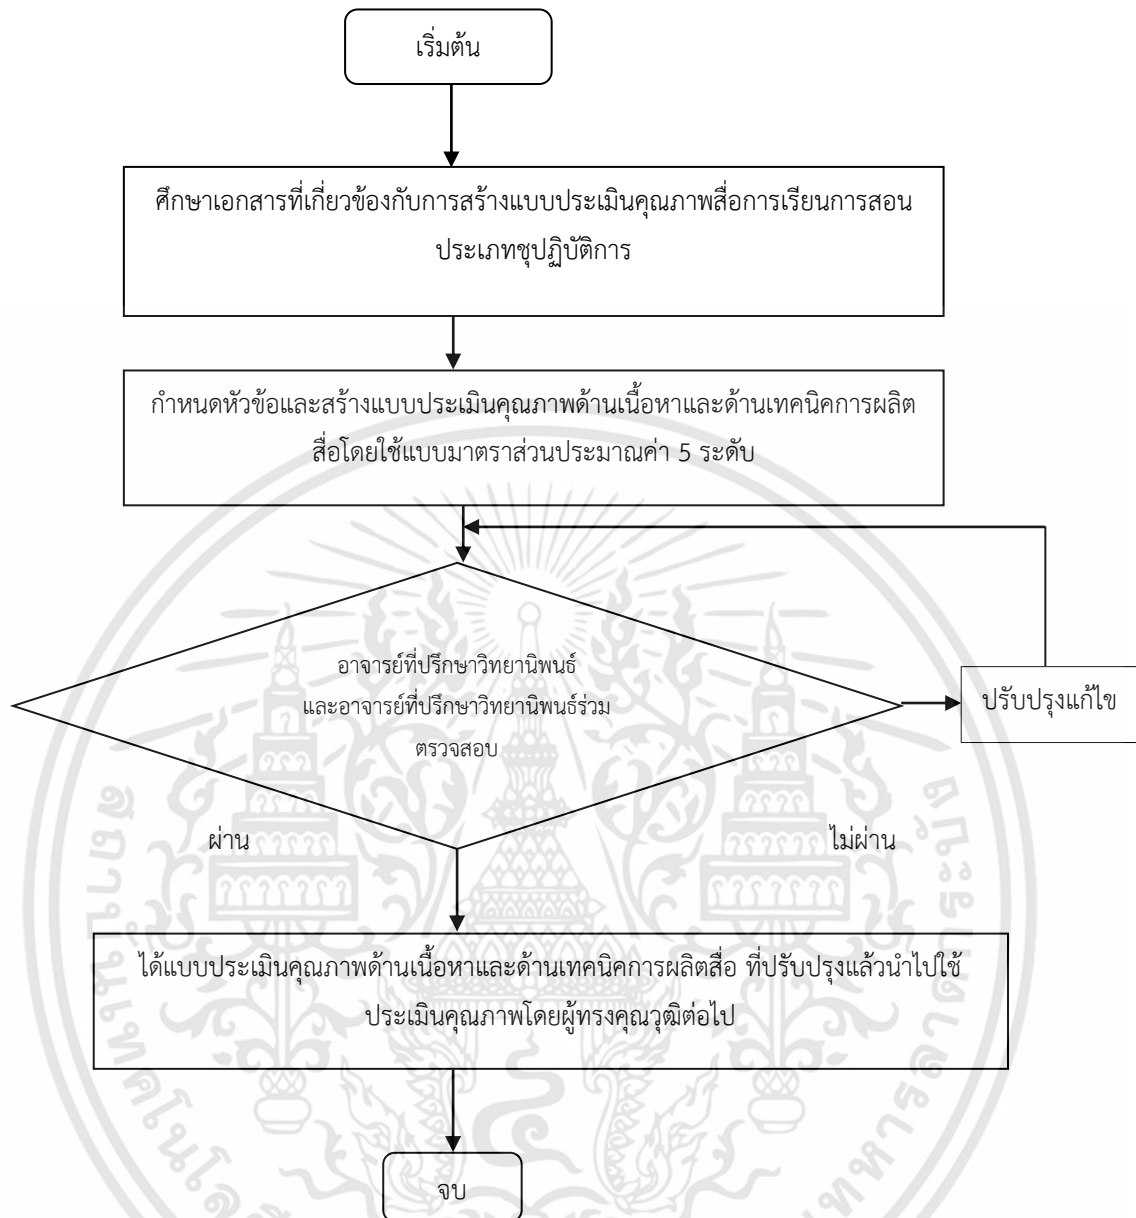 เริ่มต้น
ศึกษาเอกสารที่เกี่ยวข้องกับการสร้างแบบประเมินคุณภาพสื่อการเรียนการสอน
ประเภทชุปฏิบัติการ
กำหนดหัวข้อและสร้างแบบประเมินคุณภาพด้านเนื้อหาและด้านเทคนิคการผลิต
สื่อโดยใช้แบบมาตราส่วนประมาณค่า 5 ระดับ
อาจารย์ที่ปรึกษาวิทยานิพนธ์
และอาจารย์ที่ปรึกษาวิทยานิพนธ์ร่วม
ตรวจสอบ
ปรับปรุงแก้ไข
ผ่าน
ไม่ผ่าน
ได้แบบประเมินคุณภาพด้านเนื้อหาและด้านเทคนิคการผลิตสื่อ ที่ปรับปรุงแล้วนำไปใช้
ประเมินคุณภาพโดยผู้ทรงคุณวุฒิต่อไป
จบ